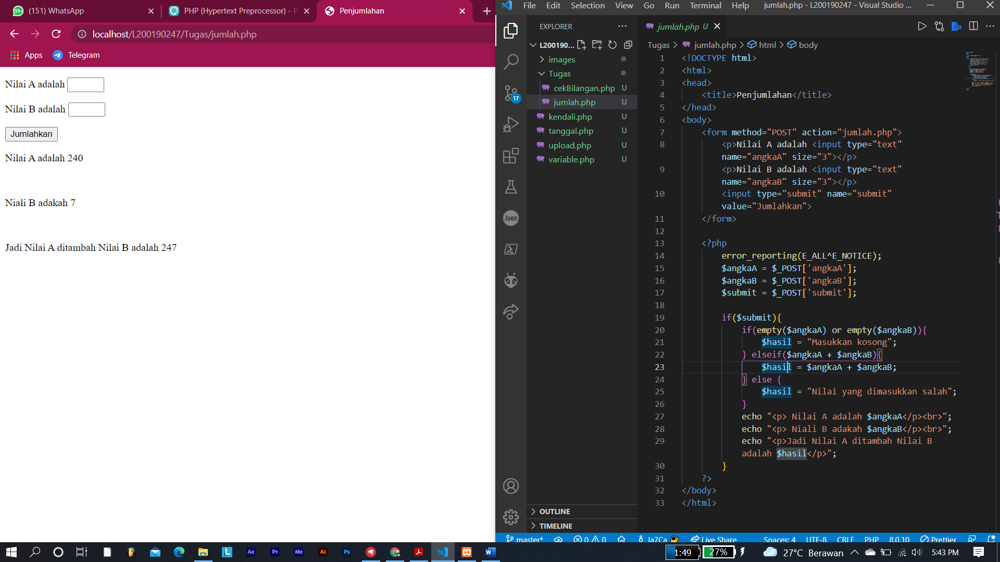 (151) WhatsApp
PHP (Hypertext Preprocessor) - P
Penjumlahan
localhost/L200190247/Tugas/jumlah.php
Apps
Telegram
Nilai A adalah
Nilai B adalah
Jumlahkan
Nilai A adalah 240
Niali B adakah 7
Jadi Nilai A ditambah Nilai B adalah 247
File Edit Selection View Go Run Terminal Help jumlah.php - L200190247 - Visual Studio ...
EXPLORER
L200190...
images
Tugas
cekBilangan.php U
jumlah.php U
kendali.php U
tanggal.php U
upload.php U
variable.php U
17
Json
OUTLINE
TIMELINE
jumlah.php U
Tugas > jumlah.php > html > body
1 <!DOCTYPE html>
2 <html>
3 <head>
4 <title>Penjumlahan</title>
5 </head>
6 <body>
7 <form method="POST" action="jumlah.php">
8 <p>Nilai A adalah <input type="text"
name="angkaA" size="3"></p>
9 <p>Nilai B adalah <input type="text"
name="angkaB" size="3"></p>
10 <input type="submit" name="submit"
value="Jumlahkan">
11 </form>
12
13 <?php
14 error_reporting(E_ALL^E_NOTICE);
15 $angkaA = $_POST['angkaA'];
16 $angkaB = $_POST['angkaB'];
17 $submit = $_POST['submit'];
18
19 if($submit){
20 if(empty($angkaA) or empty($angkaB)){
21 $hasil = "Masukkan kosong";
22 } elseif($angkaA + $angkaB){
23 $hasil = $angkaA + $angkaB;
24 } else {
25 $hasil = "Nilai yang dimasukkan salah";
26 }
27 echo "<p> Nilai A adalah $angkaA</p><br>";
28 echo "<p> Niali B adakah $angkaB</p><br>";
29 echo "<p>Jadi Nilai A ditambah Nilai B
adalah $hasil</p>";
30 }
31 ?>
32 </body>
33 </html>
master* 0 0 Ja7Ca Live Share Spaces: 4 UTF-8 CRLF PHP 8.0.10 Prettier
L Ae Pr Me Ai Ps
1:49 27% 27°C Berawan 5:43 PM